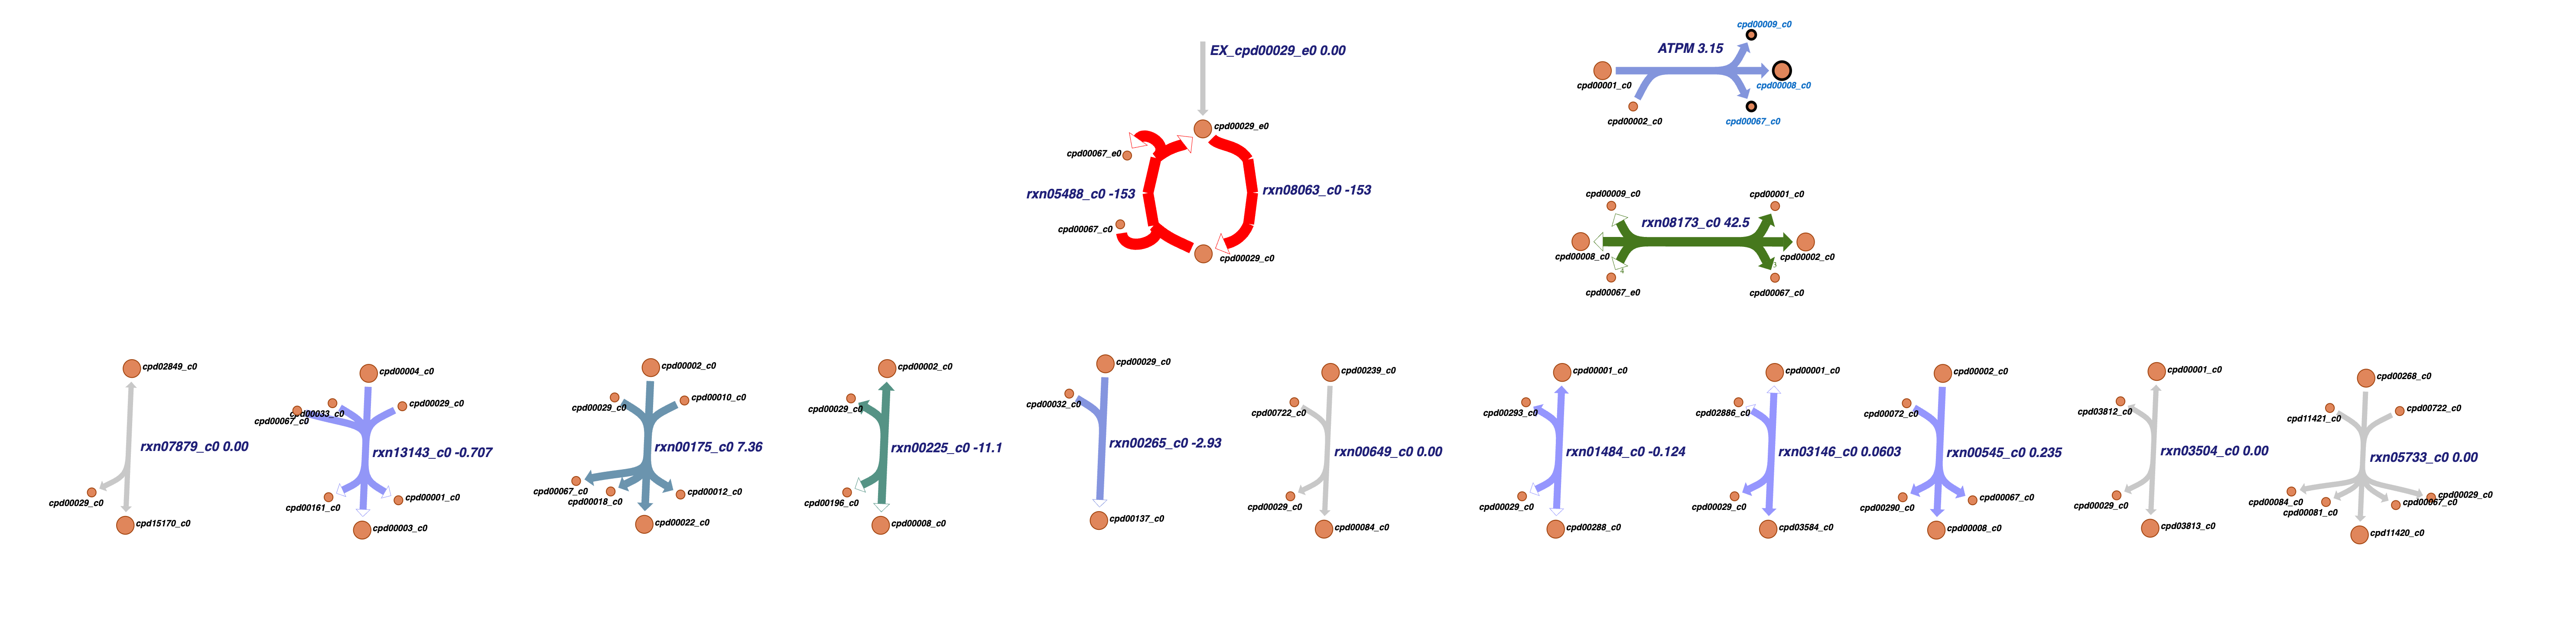 cpd00009_c0
ATPM 3.15
EX_cpd00029_e0 0.00
cpd00001_c0
cpd00008_c0
cpd00002_c0
cpd00067_c0
cpd00029_e0
cpd00067_e0
rxn05488_c0 -153
rxn08063_c0 -153
cpd00067_c0
cpd00029_c0
cpd00009_c0
cpd00001_c0
rxn08173_c0 42.5
cpd00008_c0
cpd00002_c0
4
3
cpd00067_e0
cpd00067_c0
cpd02849_c0
rxn07879_c0 0.00
cpd00029_c0
cpd15170_c0
cpd00004_c0
cpd00033_c0
cpd00029_c0
cpd00067_c0
rxn13143_c0 -0.707
cpd00161_c0
cpd00001_c0
cpd00003_c0
cpd00002_c0
cpd00029_c0
cpd00010_c0
rxn00175_c0 7.36
cpd00067_c0
cpd00018_c0
cpd00012_c0
cpd00022_c0
cpd00002_c0
cpd00029_c0
rxn00225_c0 -11.1
cpd00196_c0
cpd00008_c0
cpd00029_c0
cpd00032_c0
rxn00265_c0 -2.93
cpd00137_c0
cpd00239_c0
cpd00722_c0
rxn00649_c0 0.00
cpd00029_c0
cpd00084_c0
cpd00001_c0
cpd00293_c0
rxn01484_c0 -0.124
cpd00029_c0
cpd00288_c0
cpd00001_c0
cpd02886_c0
rxn03146_c0 0.0603
cpd00029_c0
cpd03584_c0
cpd00002_c0
cpd00072_c0
rxn00545_c0 0.235
cpd00290_c0
cpd00067_c0
cpd00008_c0
cpd00001_c0
cpd03812_c0
rxn03504_c0 0.00
cpd00029_c0
cpd03813_c0
cpd00268_c0
cpd11421_c0
cpd00722_c0
rxn05733_c0 0.00
cpd00084_c0
cpd00081_c0
cpd00067_c0
cpd00029_c0
cpd11420_c0